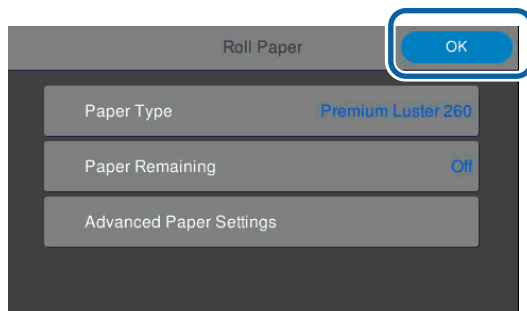 Roll Paper OK
Paper Type Premium Luster 260
Paper Remaining Off
Advanced Paper Settings